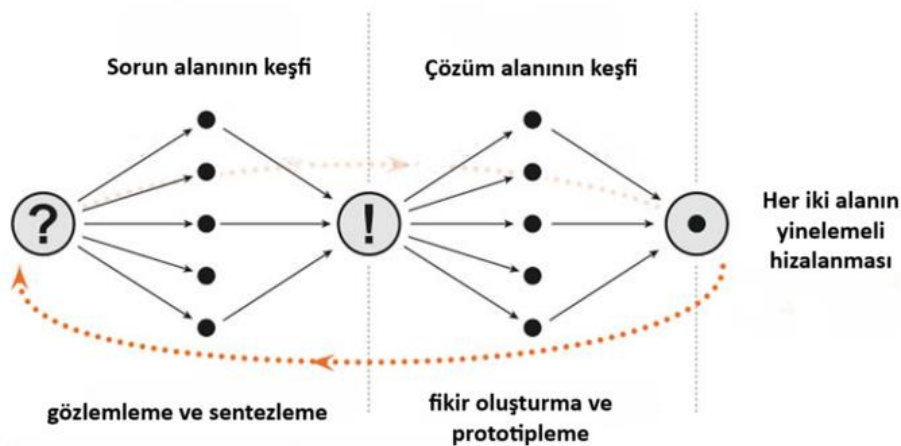 Sorun alanının keşfi
Çözüm alanının keşfi
?
!
Her iki alanın
yinelemeli
hizalanması
gözlemleme ve sentezleme
fikir oluşturma ve
prototipleme